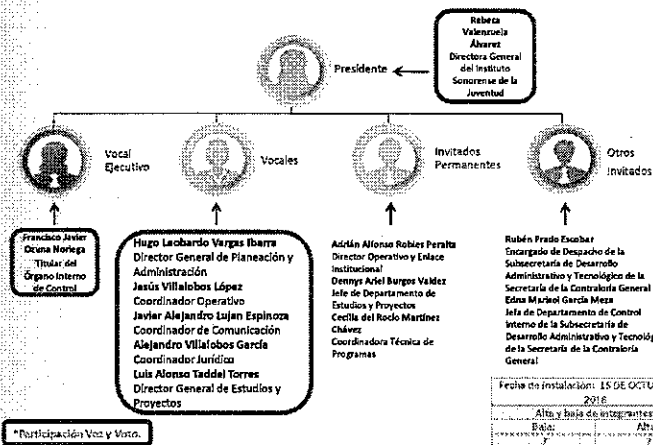 Rebeca
Valenzuela
Álvarez
Directora General
del Instituto
Sonorense de la
Juventud
Presidente
Vocal
Ejecutivo
Vocales
Invitados
Permanentes
Otros
Invitados
Francisco Javier
Ozuna Noriega
Titular del
Órgano Interno
de Control
Hugo Leobardo Vargas Ibarra
Director General de Planeación y
Administración
Jesús Villalobos López
Coordinador Operativo
Javier Alejandro Lujan Espinoza
Coordinador de Comunicación
Alejandro Villalobos García
Coordinador Jurídico
Luis Alonso Taddei Torres
Director General de Estudios y
Proyectos
Adrián Alfonso Robles Peralta
Director Operativo y Enlace
Institucional
Dennys Ariel Burgos Valdez
Jefe de Departamento de
Estudios y Proyectos
Cecilia del Rocío Martínez
Chávez
Coordinadora Técnica de
Programas
Rubén Prado Escobar
Encargado de Despacho de la
Subsecretaría de Desarrollo
Administrativo y Tecnológico de la
Secretaría de la Contraloría General
Edna Marisol García Meza
Jefa de Departamento de Control
Interno de la Subsecretaría de
Desarrollo Administrativo y Tecnológ
de la Secretaría de la Contraloría
General
Fecha de instalación: 15 DE OCTU
Alta y baja de integrantes
Baja: Alta
*Participación Voz y Voto.